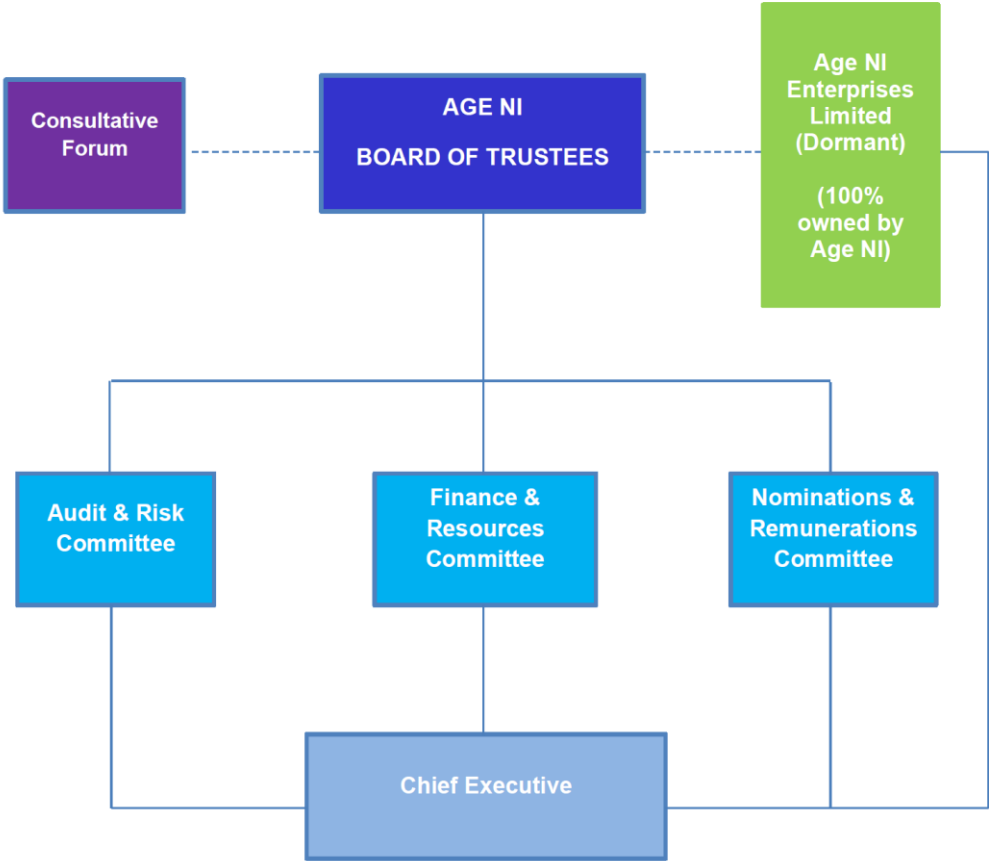 Consultative
Forum
AGE NI
BOARD OF TRUSTEES
Age NI
Enterprises
Limited
(Dormant)
(100%
owned by
Age NI)
Audit & Risk
Committee
Finance &
Resources
Committee
Nominations &
Remunerations
Committee
Chief Executive